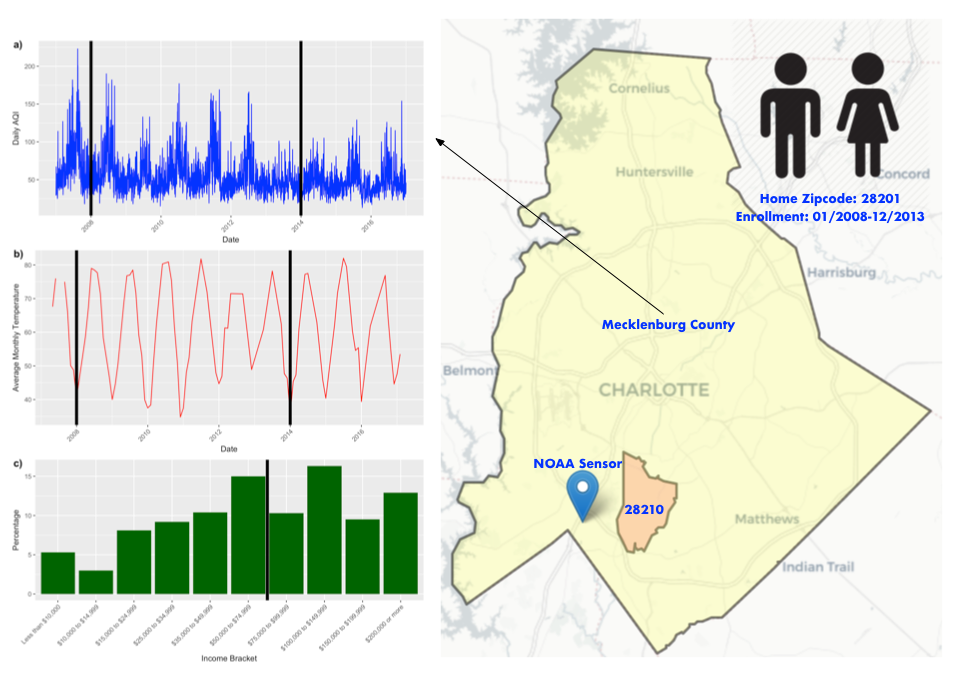 a)
Daily AQI
200
150
100
50
2008
2010
2012
2014
2016
Date
b)
Average Monthly Temperature
80
70
60
50
40
2008
2010
2012
2014
2016
Date
c)
Percentage
15
10
5
0
Less than $10,000
$10,000 to $14,999
$15,000 to $24,999
$25,000 to $34,999
$35,000 to $49,999
$50,000 to $74,999
$75,000 to $99,999
$100,000 to $149,999
$150,000 to $199,999
$200,000 or more
Income Bracket
Cornelius
Huntersville
Concord
Home Zipcode: 28201
Enrollment: 01/2008-12/2013
Harrisburg
Mecklenburg County
Belmont
CHARLOTTE
NOAA Sensor
28210
Matthews
Indian Trail